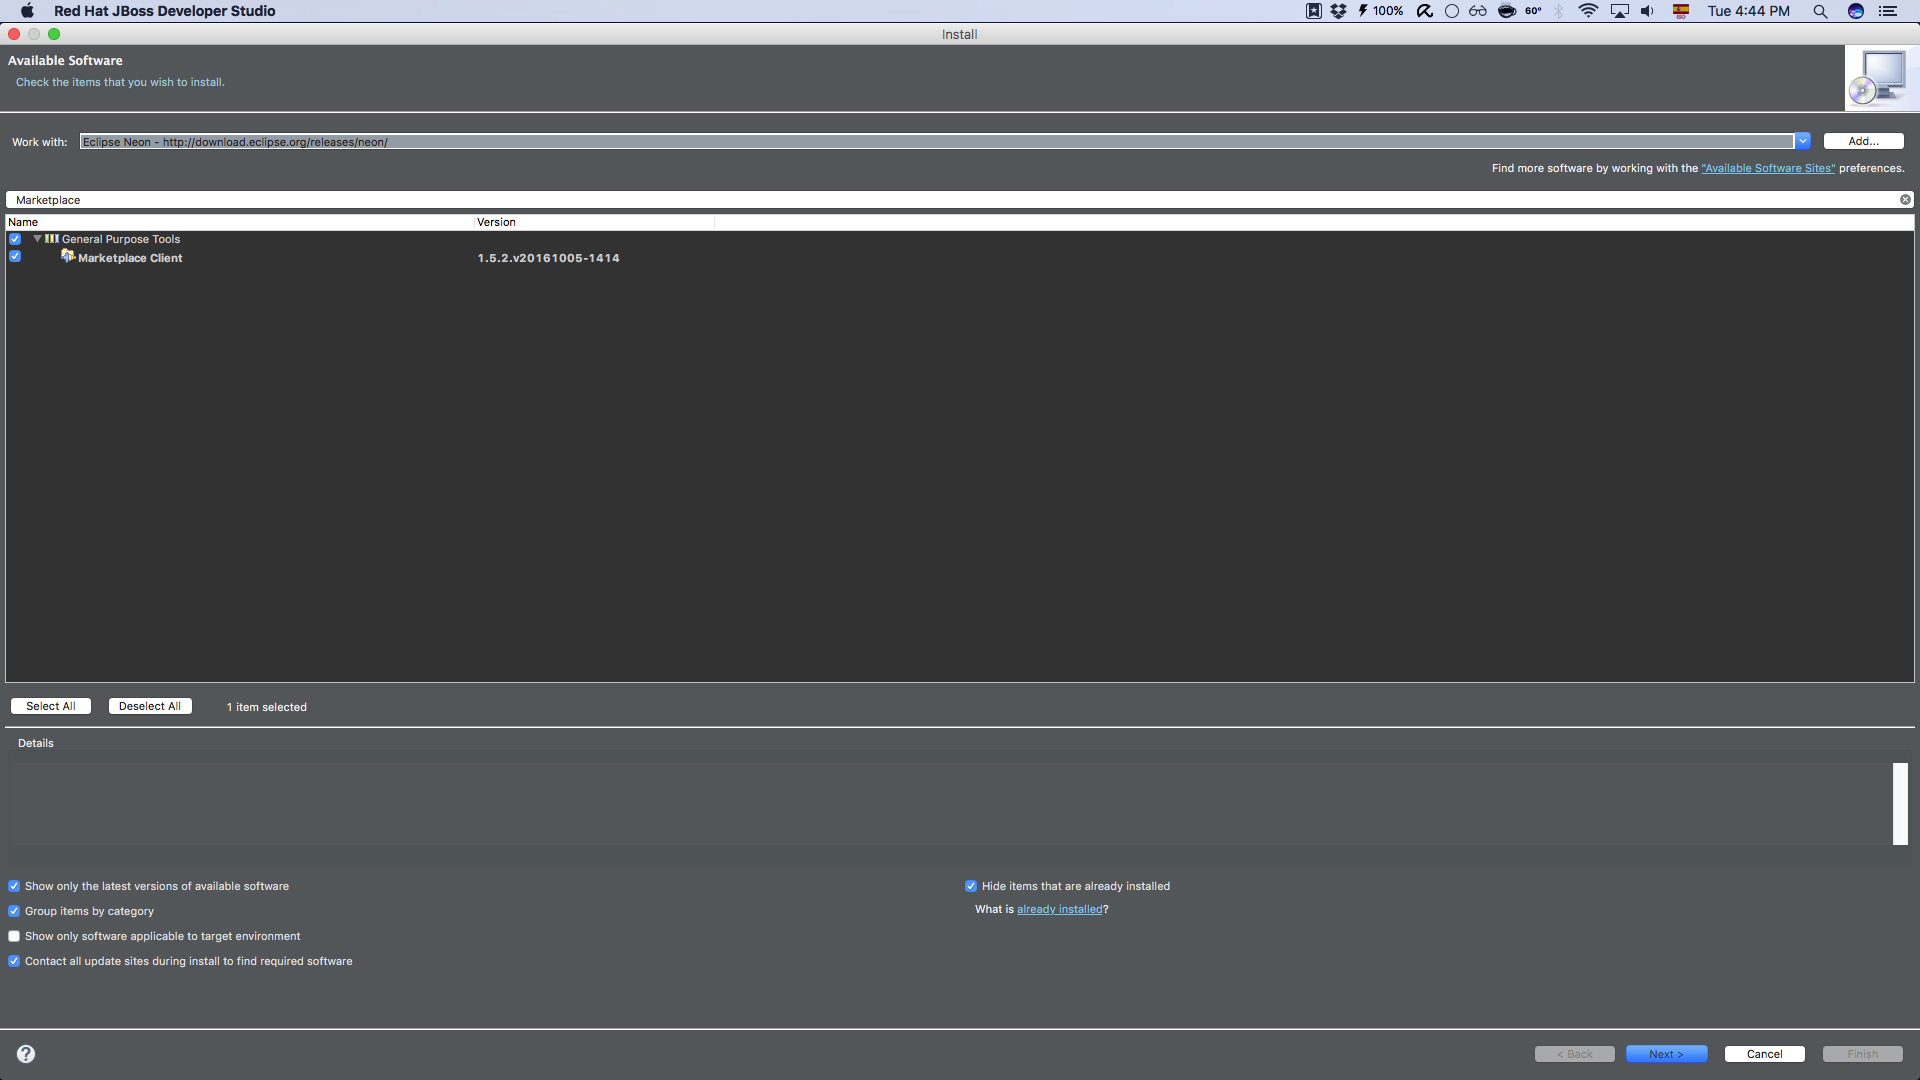 Red Hat JBoss Developer Studio
100%
60°
ISO
Tue 4:44 PM
Install
Available Software
Check the items that you wish to install.
Work with:
Eclipse Neon - http://download.eclipse.org/releases/neon/
Add...
Find more software by working with the "Available Software Sites" preferences.
Marketplace
Name
Version
General Purpose Tools
Marketplace Client
1.5.2.v20161005-1414
Select All
Deselect All
1 item selected
Details
Show only the latest versions of available software
Hide items that are already installed
Group items by category
What is already installed?
Show only software applicable to target environment
Contact all update sites during install to find required software
?
< Back
Next >
Cancel
Finish